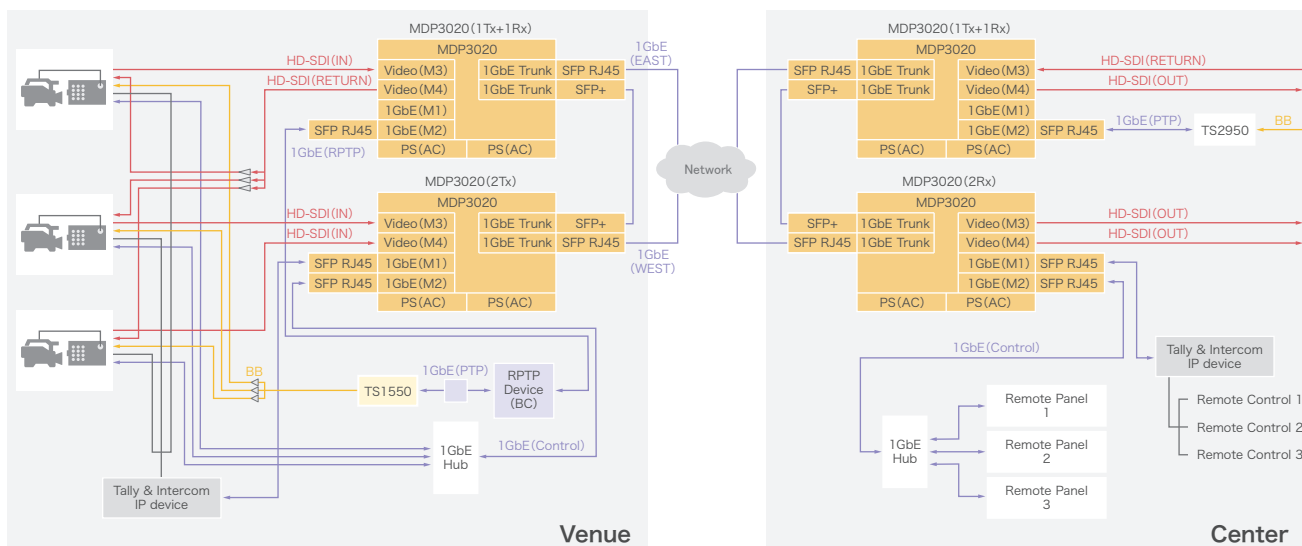 MDP3020(1Tx+1Rx)
MDP3020
HD-SDI(IN)
Video(M3)
1GbE Trunk
SFP RJ45
1GbE
(EAST)
HD-SDI(RETURN)
Video(M4)
1GbE Trunk
SFP+
1GbE(M1)
SFP RJ45
1GbE(M2)
1GbE(RPTP)
PS(AC)
PS(AC)
MDP3020(2Tx)
MDP3020
HD-SDI(IN)
Video(M3)
1GbE Trunk
SFP+
HD-SDI(IN)
Video(M4)
1GbE Trunk
SFP RJ45
1GbE
(WEST)
SFP RJ45
1GbE(M1)
SFP RJ45
1GbE(M2)
PS(AC)
PS(AC)
BB
TS1550
1GbE(PTP)
RPTP
Device
(BC)
1GbE
Hub
1GbE(Control)
Tally & Intercom
IP device
Venue
Network
MDP3020(1Tx+1Rx)
MDP3020
SFP RJ45
1GbE Trunk
Video(M3)
HD-SDI(RETURN)
SFP+
1GbE Trunk
Video(M4)
HD-SDI(OUT)
1GbE(M1)
1GbE(M2)
SFP RJ45
1GbE(PTP)
TS2950
BB
PS(AC)
PS(AC)
MDP3020(2Rx)
MDP3020
SFP+
1GbE Trunk
Video(M3)
HD-SDI(OUT)
SFP RJ45
1GbE Trunk
Video(M4)
HD-SDI(OUT)
1GbE(M1)
SFP RJ45
1GbE(M2)
SFP RJ45
PS(AC)
PS(AC)
1GbE(Control)
Tally & Intercom
IP device
Remote Control 1
Remote Control 2
Remote Control 3
1GbE
Hub
Remote Panel
1
Remote Panel
2
Remote Panel
3
Center